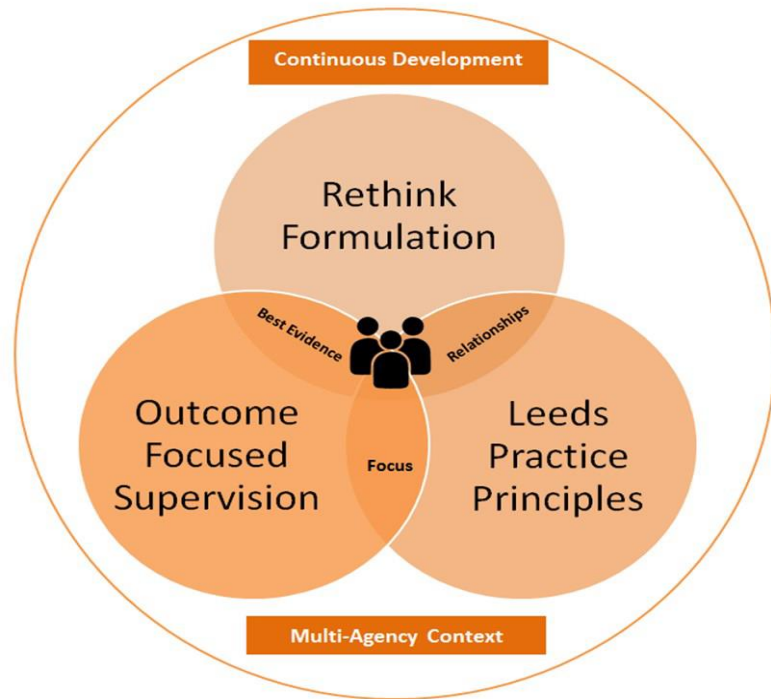 Continuous Development
Rethink
Formulation
Best Evidence
Relationships
Outcome
Focused
Supervision
Focus
Leeds
Practice
Principles
Multi-Agency Context